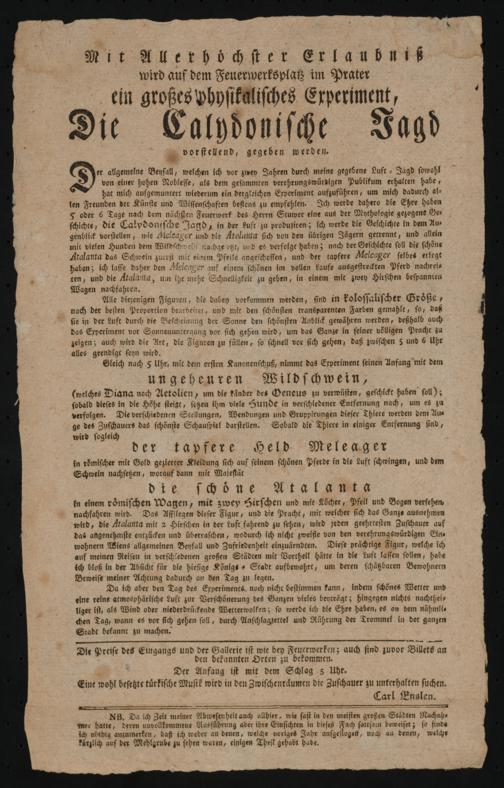 Mit Allerhöchster Erlaubniß
wird auf dem Feuerwerksplatz im Prater
ein großes physikalisches Experiment,
Die Calydonische Jagd
vorstellend, gegeben werden.
Der allgemeine Beyfall, welchen ich vor zwey Jahren durch meine gegebene Luft-Jagd sowohl
von einer hohen Noblesse, als dem gesammten verehrungswürdigen Publikum erhalten habe,
hat mich aufgemuntert wiederum ein dergleichen Experiment aufzuführen, um mich dadurch al-
len Freunden der Künste und Wissenschaften bestens zu empfehlen. Ich werde dahero die Ehre haben
5 oder 6 Tage nach dem nächsten Feuerwerk des Herrn Stuwer eine aus der Mythologie gezogene Ge-
schichte, die Calydonische Jagd, in der Luft zu produziren; ich werde die Geschichte in dem Au-
genblick vorstellen, wie Meleager und die Atalanta sich von den übrigen Jägern getrennt, und allein
mit vielen Hunden dem Wildschwein nachgesetzt, und es verfolgt haben; nach der Geschichte soll die schöne
Atalanta das Schwein zuerst mit einem Pfeile angeschossen, und der tapfere Meleager selbes erlegt
haben; ich lasse daher den Meleager auf einem schönen im vollen Laufe ausgestreckten Pferd nachrei-
ten, und die Atalanta, um ihr mehr Schnelligkeit zu geben, in einem mit zwey Hirschen bespannten
Wagen nachfahren.
Alle diejenigen Figuren, die dabey vorkommen werden, sind in kolossalischer Größe,
nach der besten Proportion bearbeitet, und mit den schönsten transparenten Farben gemahlt, so, daß
sie in der Luft durch die Bescheinung der Sonne den schönsten Anblick gewähren werden, deßhalb auch
das Experiment vor Sonnenuntergang vor sich gehen wird, um das Ganze in seiner völligen Pracht zu
zeigen; auch wird die Art, die Figuren zu füllen, so schnell vor sich gehen, daß zwischen 5 und 6 Uhr
alles geendigt seyn wird.
Gleich nach 5 Uhr, mit dem ersten Kanonenschuß, nimmt das Experiment seinen Anfang mit dem
ungeheuren Wildschwein,
(welches Diana nach Aetolien, um die Länder des Oeneus zu verwüsten, geschickt haben soll);
sobald dieses in die Höhe steigt, setzen ihm viele Hunde in verschiedener Entfernung nach, um es zu
verfolgen. Die verschiedenen Stellungen, Wendungen und Gruppirungen dieser Thiere werden dem Au-
ge des Zuschauers das schönste Schauspiel darstellen. Sobald die Thiere in einiger Entfernung sind,
wird sogleich
der tapfere Held Meleager
in römischer mit Gold gezierter Kleidung sich auf seinem schönen Pferde in die Luft schwingen, und dem
Schwein nachsetzen, worauf dann mit Majestät
die schöne Atalanta
in einem römischen Wagen, mit zwey Hirschen und mit Köcher, Pfeil und Bogen versehen,
nachfahren wird. Das Auffliegen dieser Figur, und die Pracht, mit welcher sich das Ganze ausnehmen
wird, die Atalanta mit 2 Hirschen in der Luft fahrend zu sehen, wird jeden geehrtesten Zuschauer auf
das angenehmste entzücken und überraschen, wodurch ich nicht zweifle von den verehrungswürdigen Ein-
wohnern Wiens allgemeinen Beyfall und Zufriedenheit einzuärndten. Diese prächtige Figur, welche ich
auf meinen Reisen in verschiedenen großen Städten mit Vortheil hätte in die Luft lassen können, habe
ich bloß in der Absicht für die hiesige Königs-Stadt aufbewahrt, um deren schätzbaren Bewohnern
Beweise meiner Achtung dadurch an den Tag zu legen.
Da ich aber den Tag des Experiments noch nicht bestimmen kann, indem schönes Wetter und
eine reine atmosphärische Luft zur Verschönerung des Ganzen vieles beyträgt; hingegen nichts nachthei-
liger ist, als Wind oder niederdrückende Wetterwolken; so werde ich die Ehre haben, es an dem nähmli-
chen Tag, wann es vor sich gehen soll, durch Anschlagzettel und Rührung der Trommel in der ganzen
Stadt bekannt zu machen.
Die Preise des Eingangs und der Gallerie ist wie bey Feuerwerken; auch sind zuvor Billets an
den bekannten Orten zu bekommen.
Der Anfang ist mit dem Schlag 5 Uhr.
Eine wohl besetzte türkische Musik wird in den Zwischenräumen die Zuschauer zu unterhalten suchen.
Carl Enslen.
NB. Da ich Zeit meiner Abwesenheit auch allhier, wie fast in den meisten großen Städten Nachah-
mer hatte, deren unvollkommene Ausführung aber ihre Einsichten in dieses Fach sattsam beweiset; so finde
ich nöthig anzumerken, daß ich weder an denen, welche voriges Jahr aufgeflogen, noch an denen, welche
kürzlich auf der Mehlgrube zu sehen waren, einigen Theil gehabt habe.